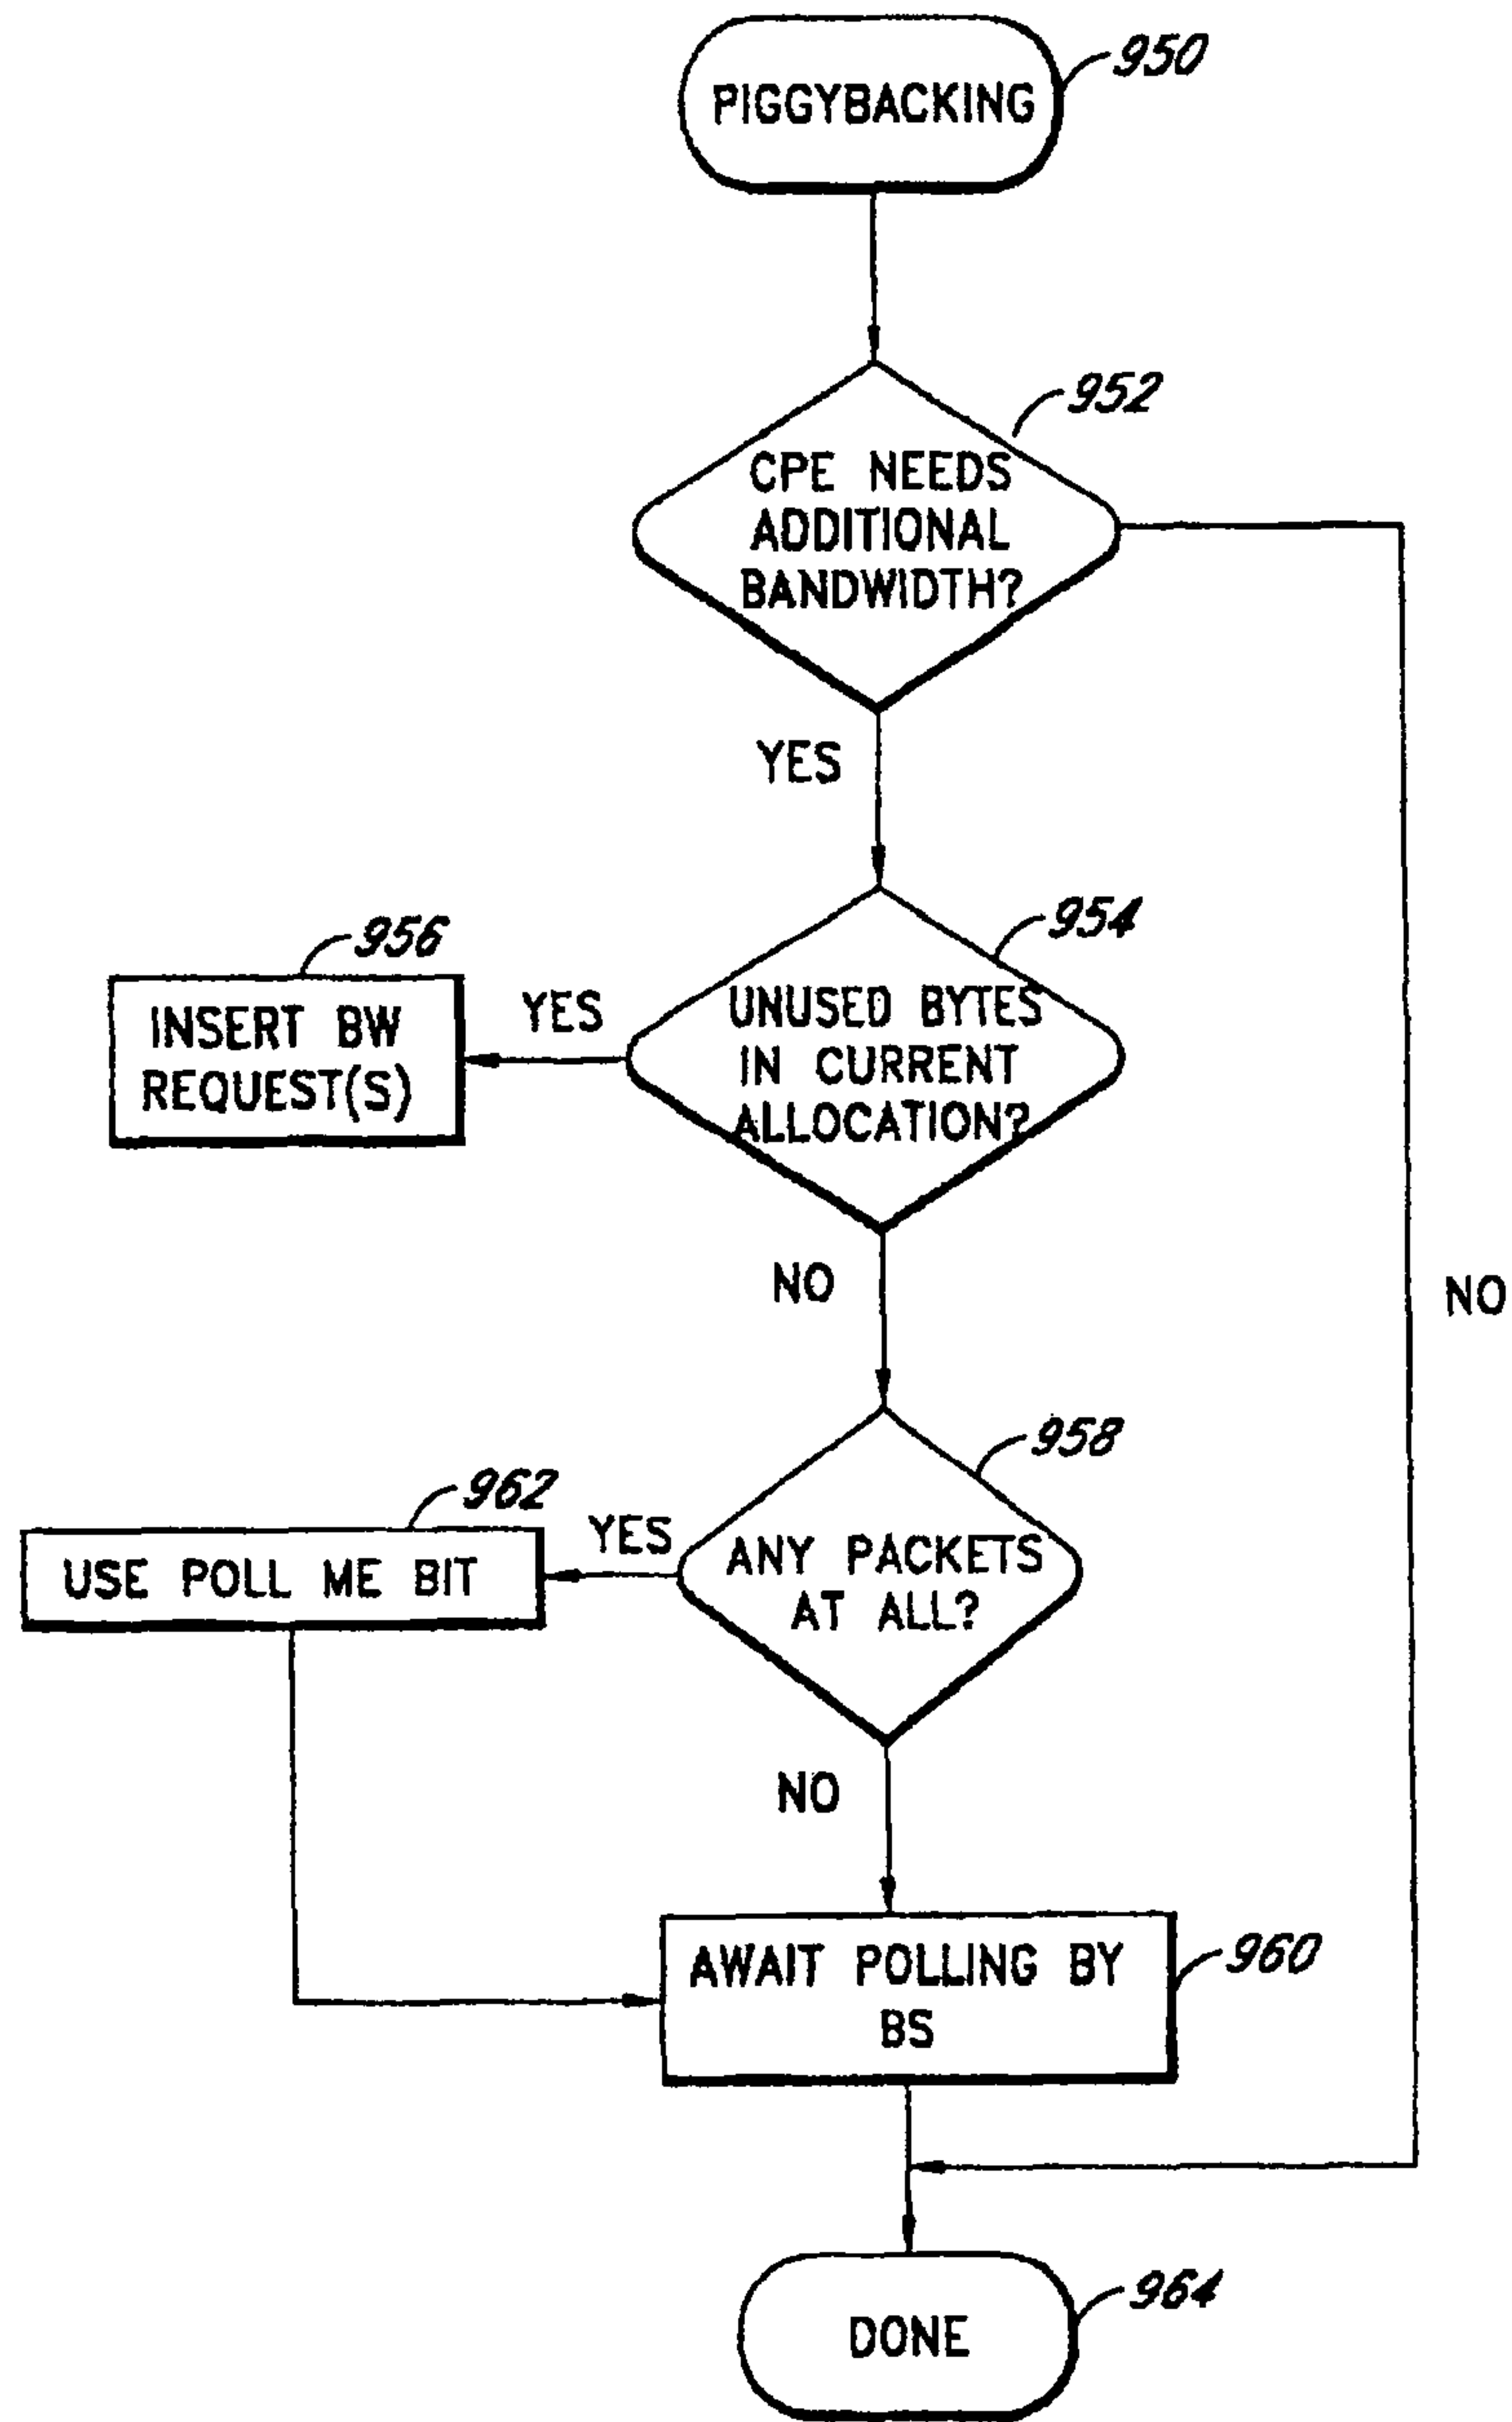 PIGGYBACKING
950
952
CPE NEEDS
ADDITIONAL
BANDWIDTH?
YES
954
956
UNUSED BYTES
IN CURRENT
ALLOCATION?
YES
INSERT BW
REQUEST(S)
NO
NO
958
962
ANY PACKETS
AT ALL?
YES
USE POLL ME BIT
NO
AWAIT POLLING BY
BS
960
964
DONE